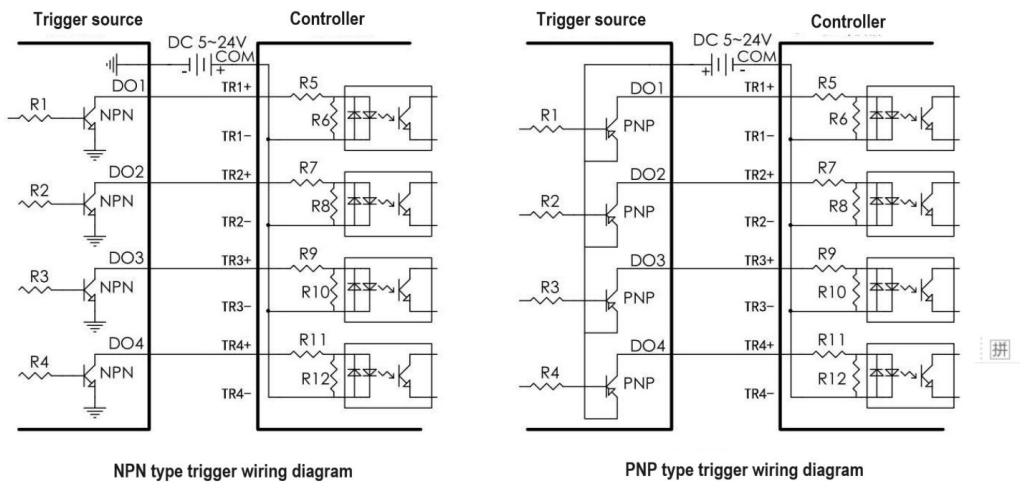 Trigger source
Controller
DC 5~24V
- +
COM
DO1
TR1+
R5
R1
NPN
R6
TR1−
DO2
TR2+
R7
R2
NPN
R8
TR2−
DO3
TR3+
R9
R3
NPN
R10
TR3−
DO4
TR4+
R11
R4
NPN
R12
TR4−
NPN type trigger wiring diagram
Trigger source
Controller
DC 5~24V
+ -
COM
DO1
TR1+
R5
R1
PNP
R6
TR1−
DO2
TR2+
R7
R2
PNP
R8
TR2−
DO3
TR3+
R9
R3
PNP
R10
TR3−
DO4
TR4+
R11
R4
PNP
R12
TR4−
PNP type trigger wiring diagram
拼